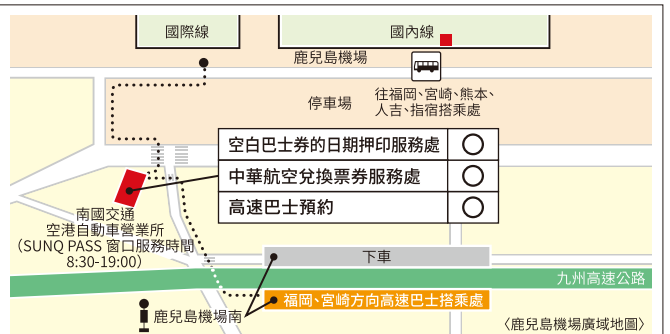 國際線
國內線
鹿兒島機場
停車場
往福岡、宮崎、熊本、
人吉、指宿搭乘處
空白巴士券的日期押印服務處 ○
中華航空兌換票券服務處 ○
高速巴士預約 ○
南國交通
空港自動車營業所
(SUNQ PASS 窗口服務時間
8:30-19:00)
下車
九州高速公路
鹿兒島機場南
福岡、宮崎方向高速巴士搭乘處
〈鹿兒島機場廣域地圖〉